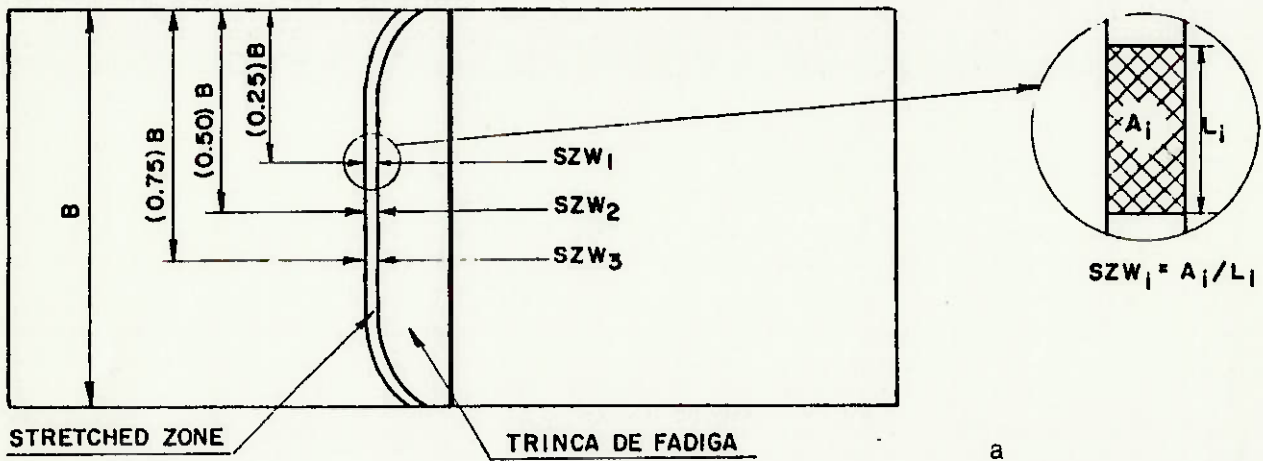 (0.25) B
(0.50) B
(0.75) B
B
SZW1
SZW2
SZW3
Ai
Li
SZWi = Ai/Li
STRETCHED ZONE
TRINCA DE FADIGA
a